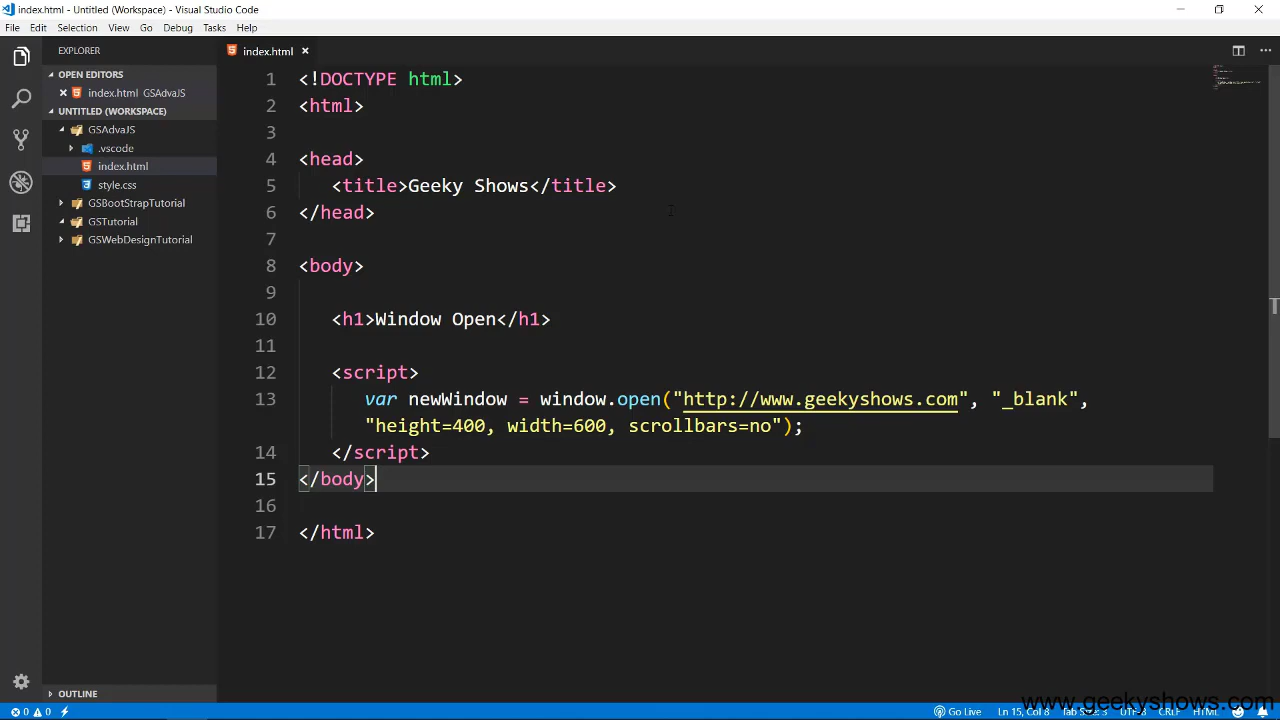 index.html - Untitled (Workspace) - Visual Studio Code
File Edit Selection View Go Debug Tasks Help
EXPLORER
index.html
OPEN EDITORS
index.html GSAdvaJS
UNTITLED (WORKSPACE)
GSAdvaJS
.vscode
index.html
style.css
GSBootStrapTutorial
GSTutorial
GSWebDesignTutorial
OUTLINE
1 <!DOCTYPE html>
2 <html>
3
4 <head>
5 <title>Geeky Shows</title>
6 </head>
7
8 <body>
9
10 <h1>Window Open</h1>
11
12 <script>
13 var newWindow = window.open("http://www.geekyshows.com", "_blank",
"height=400, width=600, scrollbars=no");
14 </script>
15 </body>
16
17 </html>
0 0 Go Live Ln 15, Col 8 Tab Size: 3 UTF-8 CRLF HTML
www.geekyshows.com